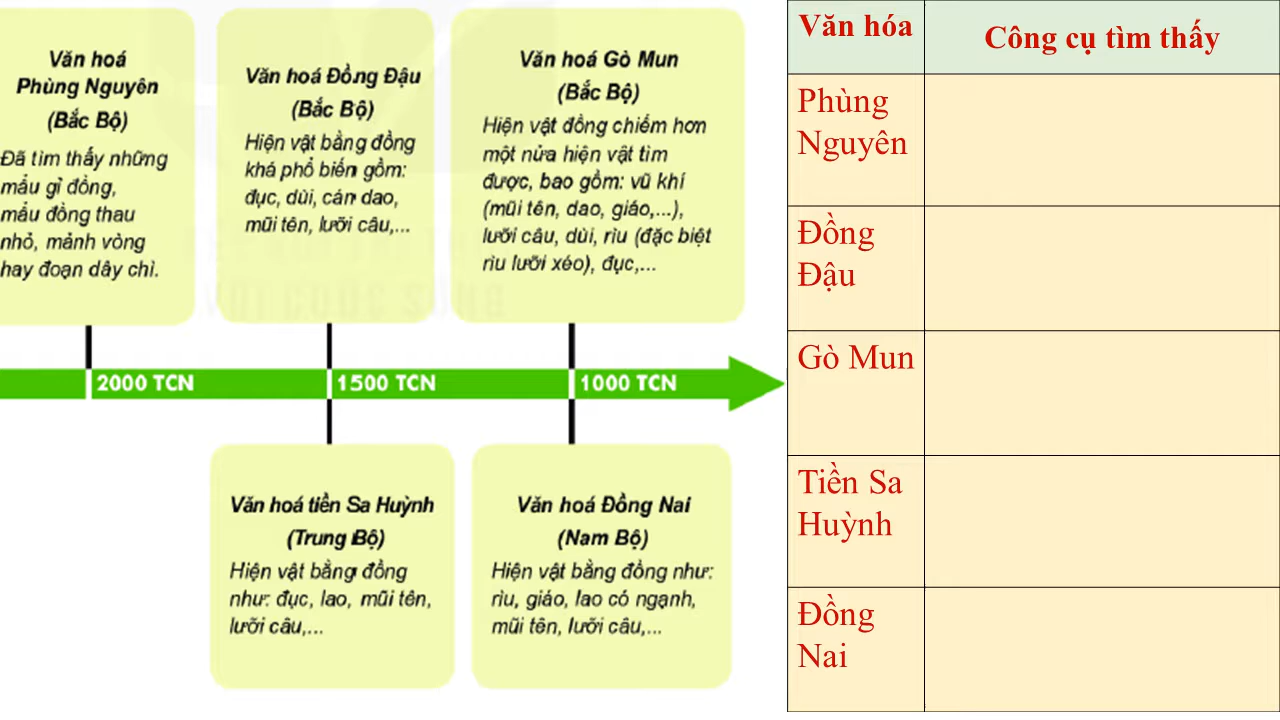 Văn hoá
Phùng Nguyên
(Bắc Bộ)
Đã tìm thấy những
mẩu gỉ đồng,
mẩu đồng thau
nhỏ, mảnh vòng
hay đoạn dây chì.
Văn hoá Đồng Đậu
(Bắc Bộ)
Hiện vật bằng đồng
khá phổ biến gồm:
đục, dùi, cán dao,
mũi tên, lưỡi câu,...
Văn hoá Gò Mun
(Bắc Bộ)
Hiện vật đồng chiếm hơn
một nửa hiện vật tìm
được, bao gồm: vũ khí
(mũi tên, dao, giáo,...),
lưỡi câu, dùi, rìu (đặc biệt
rìu lưỡi xéo), đục,...
2000 TCN
1500 TCN
1000 TCN
Văn hoá tiền Sa Huỳnh
(Trung Bộ)
Hiện vật bằng đồng
như: đục, lao, mũi tên,
lưỡi câu,...
Văn hoá Đồng Nai
(Nam Bộ)
Hiện vật bằng đồng như:
rìu, giáo, lao có ngạnh,
mũi tên, lưỡi câu,...
Văn hóa
Công cụ tìm thấy
Phùng
Nguyên
Đồng
Đậu
Gò Mun
Tiền Sa
Huỳnh
Đồng
Nai